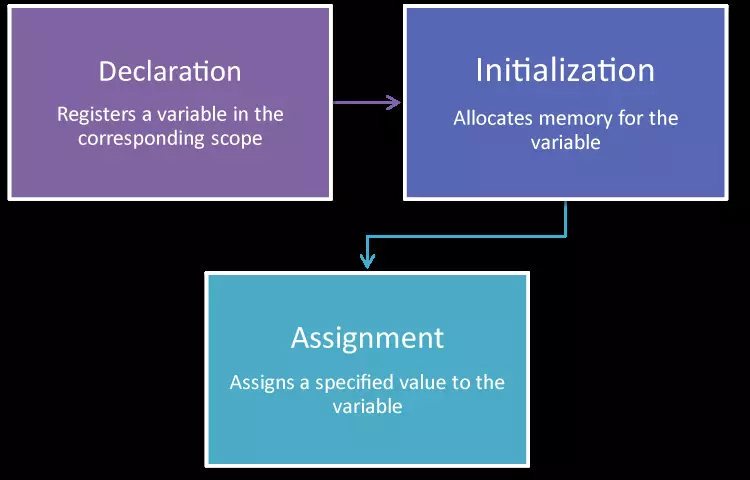 Declaration
Registers a variable in the
corresponding scope
Initialization
Allocates memory for the
variable
Assignment
Assigns a specified value to the
variable